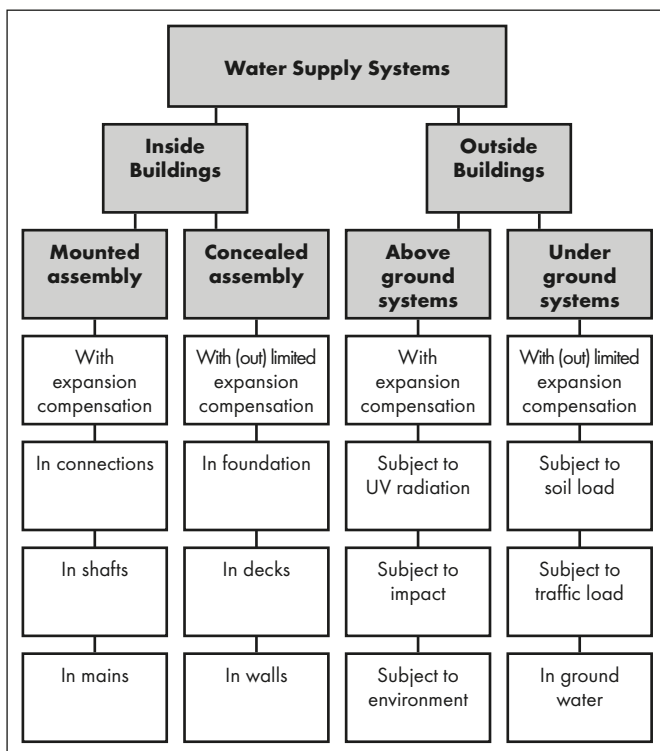 Water Supply Systems
Inside
Buildings
Outside
Buildings
Mounted
assembly
Concealed
assembly
Above
ground
systems
Under
ground
systems
With
expansion
compensation
With (out) limited
expansion
compensation
With
expansion
compensation
With (out) limited
expansion
compensation
In connections
In foundation
Subject to
UV radiation
Subject to
soil load
In shafts
In decks
Subject to
impact
Subject to
traffic load
In mains
In walls
Subject to
environment
In ground
water